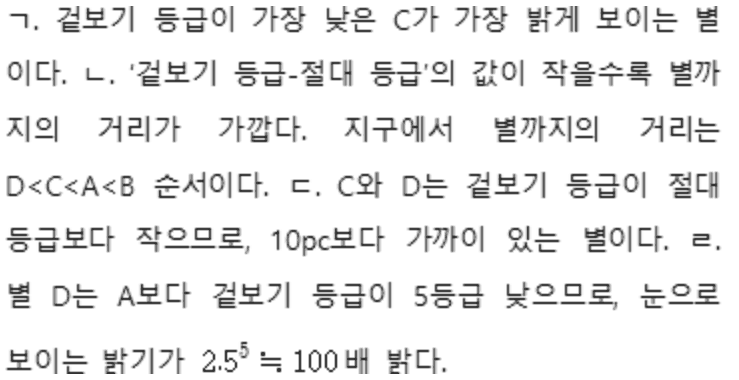 ㄱ. 겉보기 등급이 가장 낮은 C가 가장 밝게 보이는 별
이다. ㄴ. '겉보기 등급-절대 등급'의 값이 작을수록 별까
지의 거리가 가깝다. 지구에서 별까지의 거리는
D<C<A<B 순서이다. ㄷ. C와 D는 겉보기 등급이 절대
등급보다 작으므로, 10pc보다 가까이 있는 별이다. ㄹ.
별 D는 A보다 겉보기 등급이 5등급 낮으므로, 눈으로
보이는 밝기가 2.5⁵ ≒ 100배 밝다.